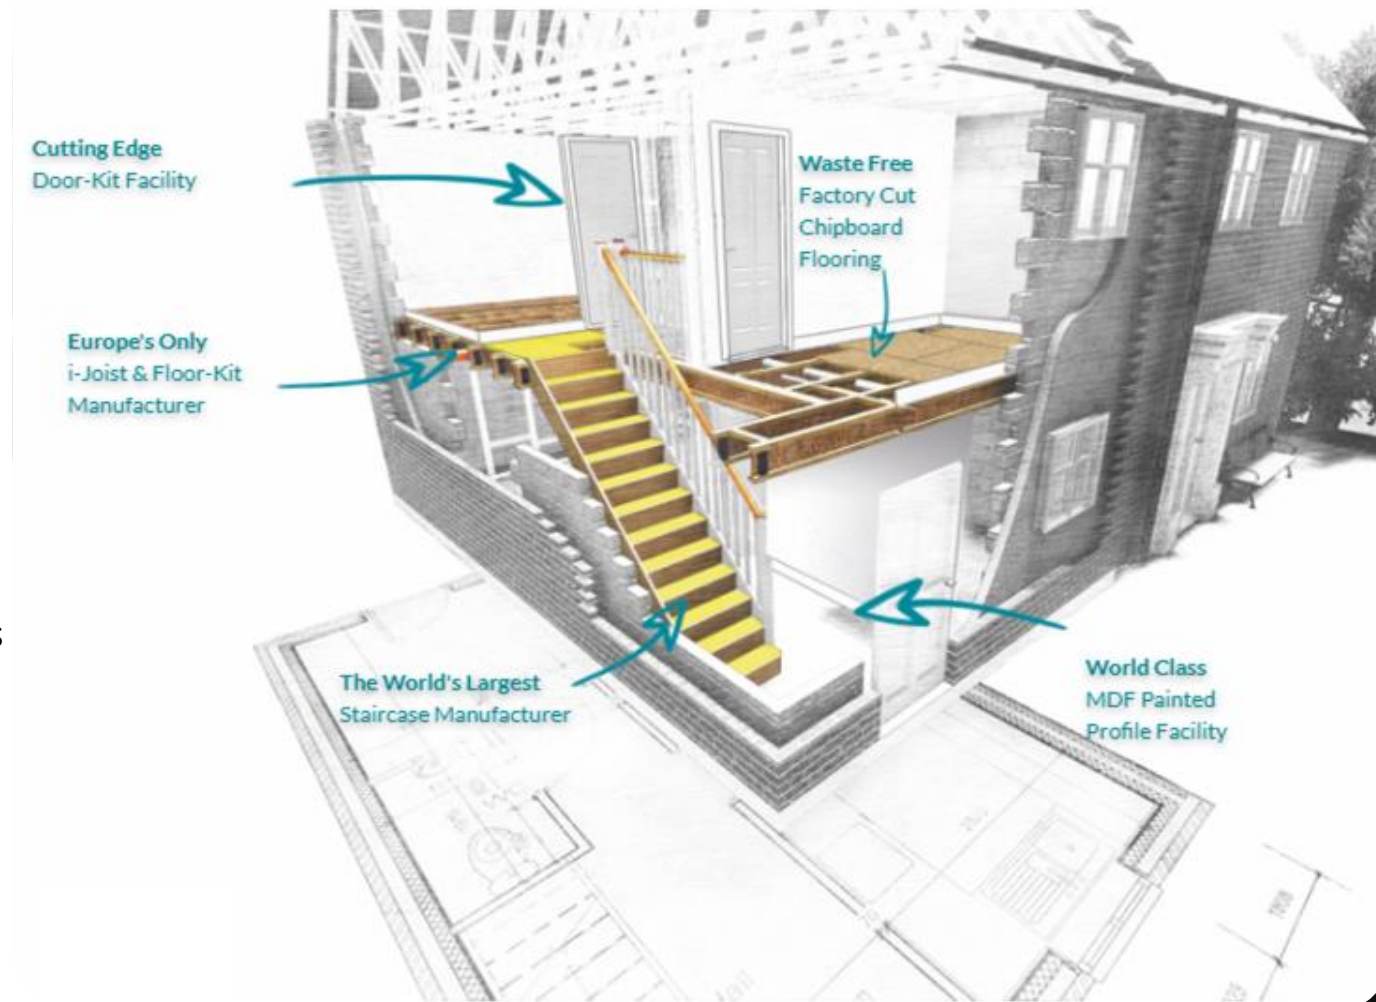 Cutting Edge
Door-Kit Facility
Waste Free
Factory Cut
Chipboard
Flooring
Europe's Only
i-Joist & Floor-Kit
Manufacturer
s
The World's Largest
Staircase Manufacturer
World Class
MDF Painted
Profile Facility